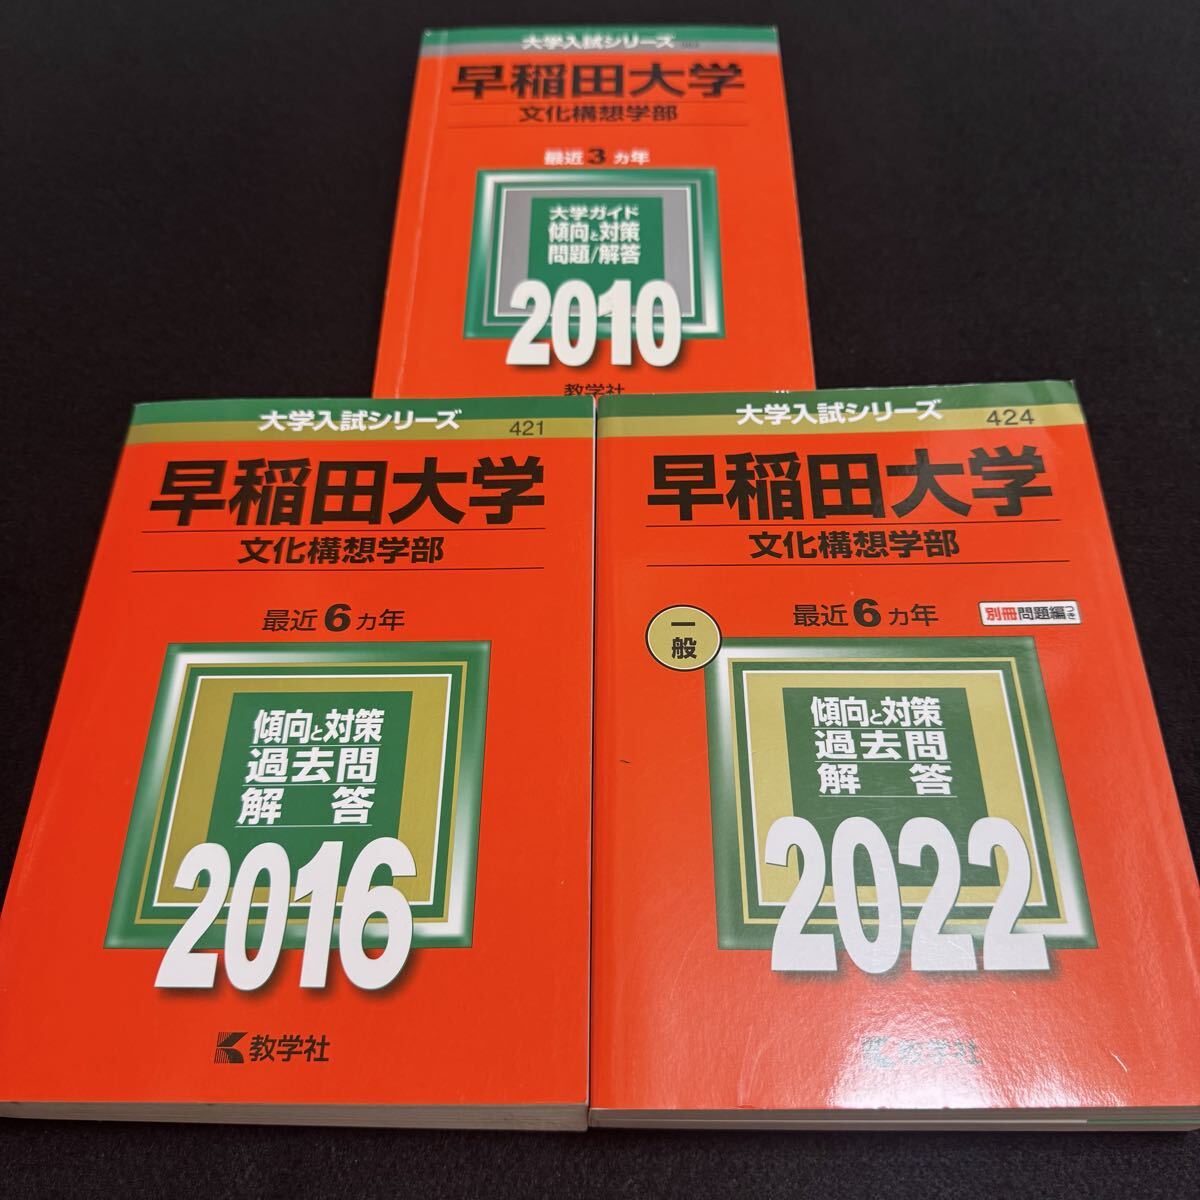 大学入試シリーズ
早稲田大学
文化構想学部
最近3ヵ年
大学ガイド
傾向と対策
問題/解答
2010
教学社
大学入試シリーズ 421
早稲田大学
文化構想学部
最近6ヵ年
傾向と対策
過去問
解答
2016
教学社
大学入試シリーズ 424
早稲田大学
文化構想学部
一般
最近6ヵ年
別冊問題編つき
傾向と対策
過去問
解答
2022
教学社